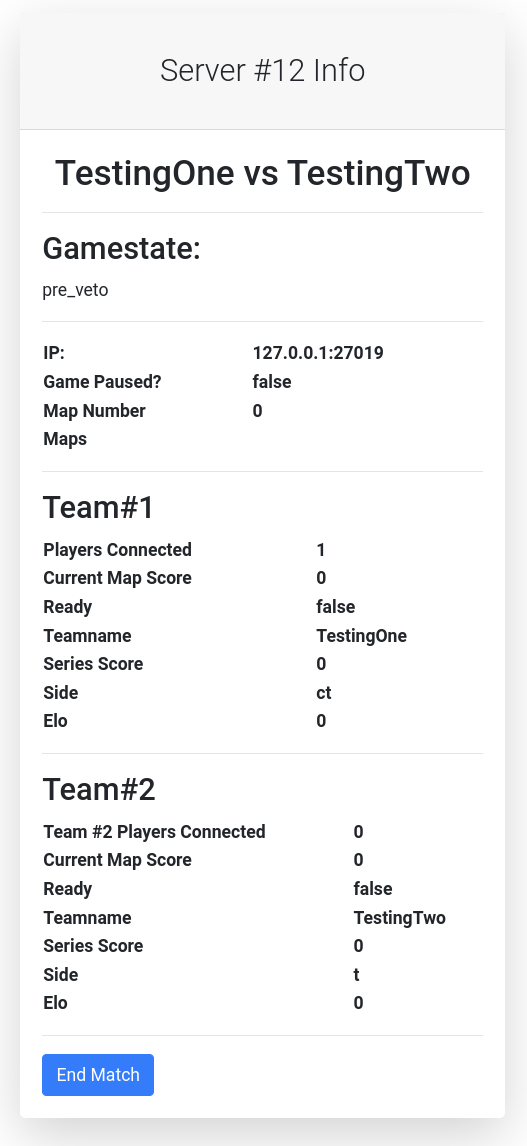 Server #12 Info
TestingOne vs TestingTwo
Gamestate:
pre_veto
IP: 127.0.0.1:27019
Game Paused? false
Map Number 0
Maps
Team#1
Players Connected 1
Current Map Score 0
Ready false
Teamname TestingOne
Series Score 0
Side ct
Elo 0
Team#2
Team #2 Players Connected 0
Current Map Score 0
Ready false
Teamname TestingTwo
Series Score 0
Side t
Elo 0
End Match